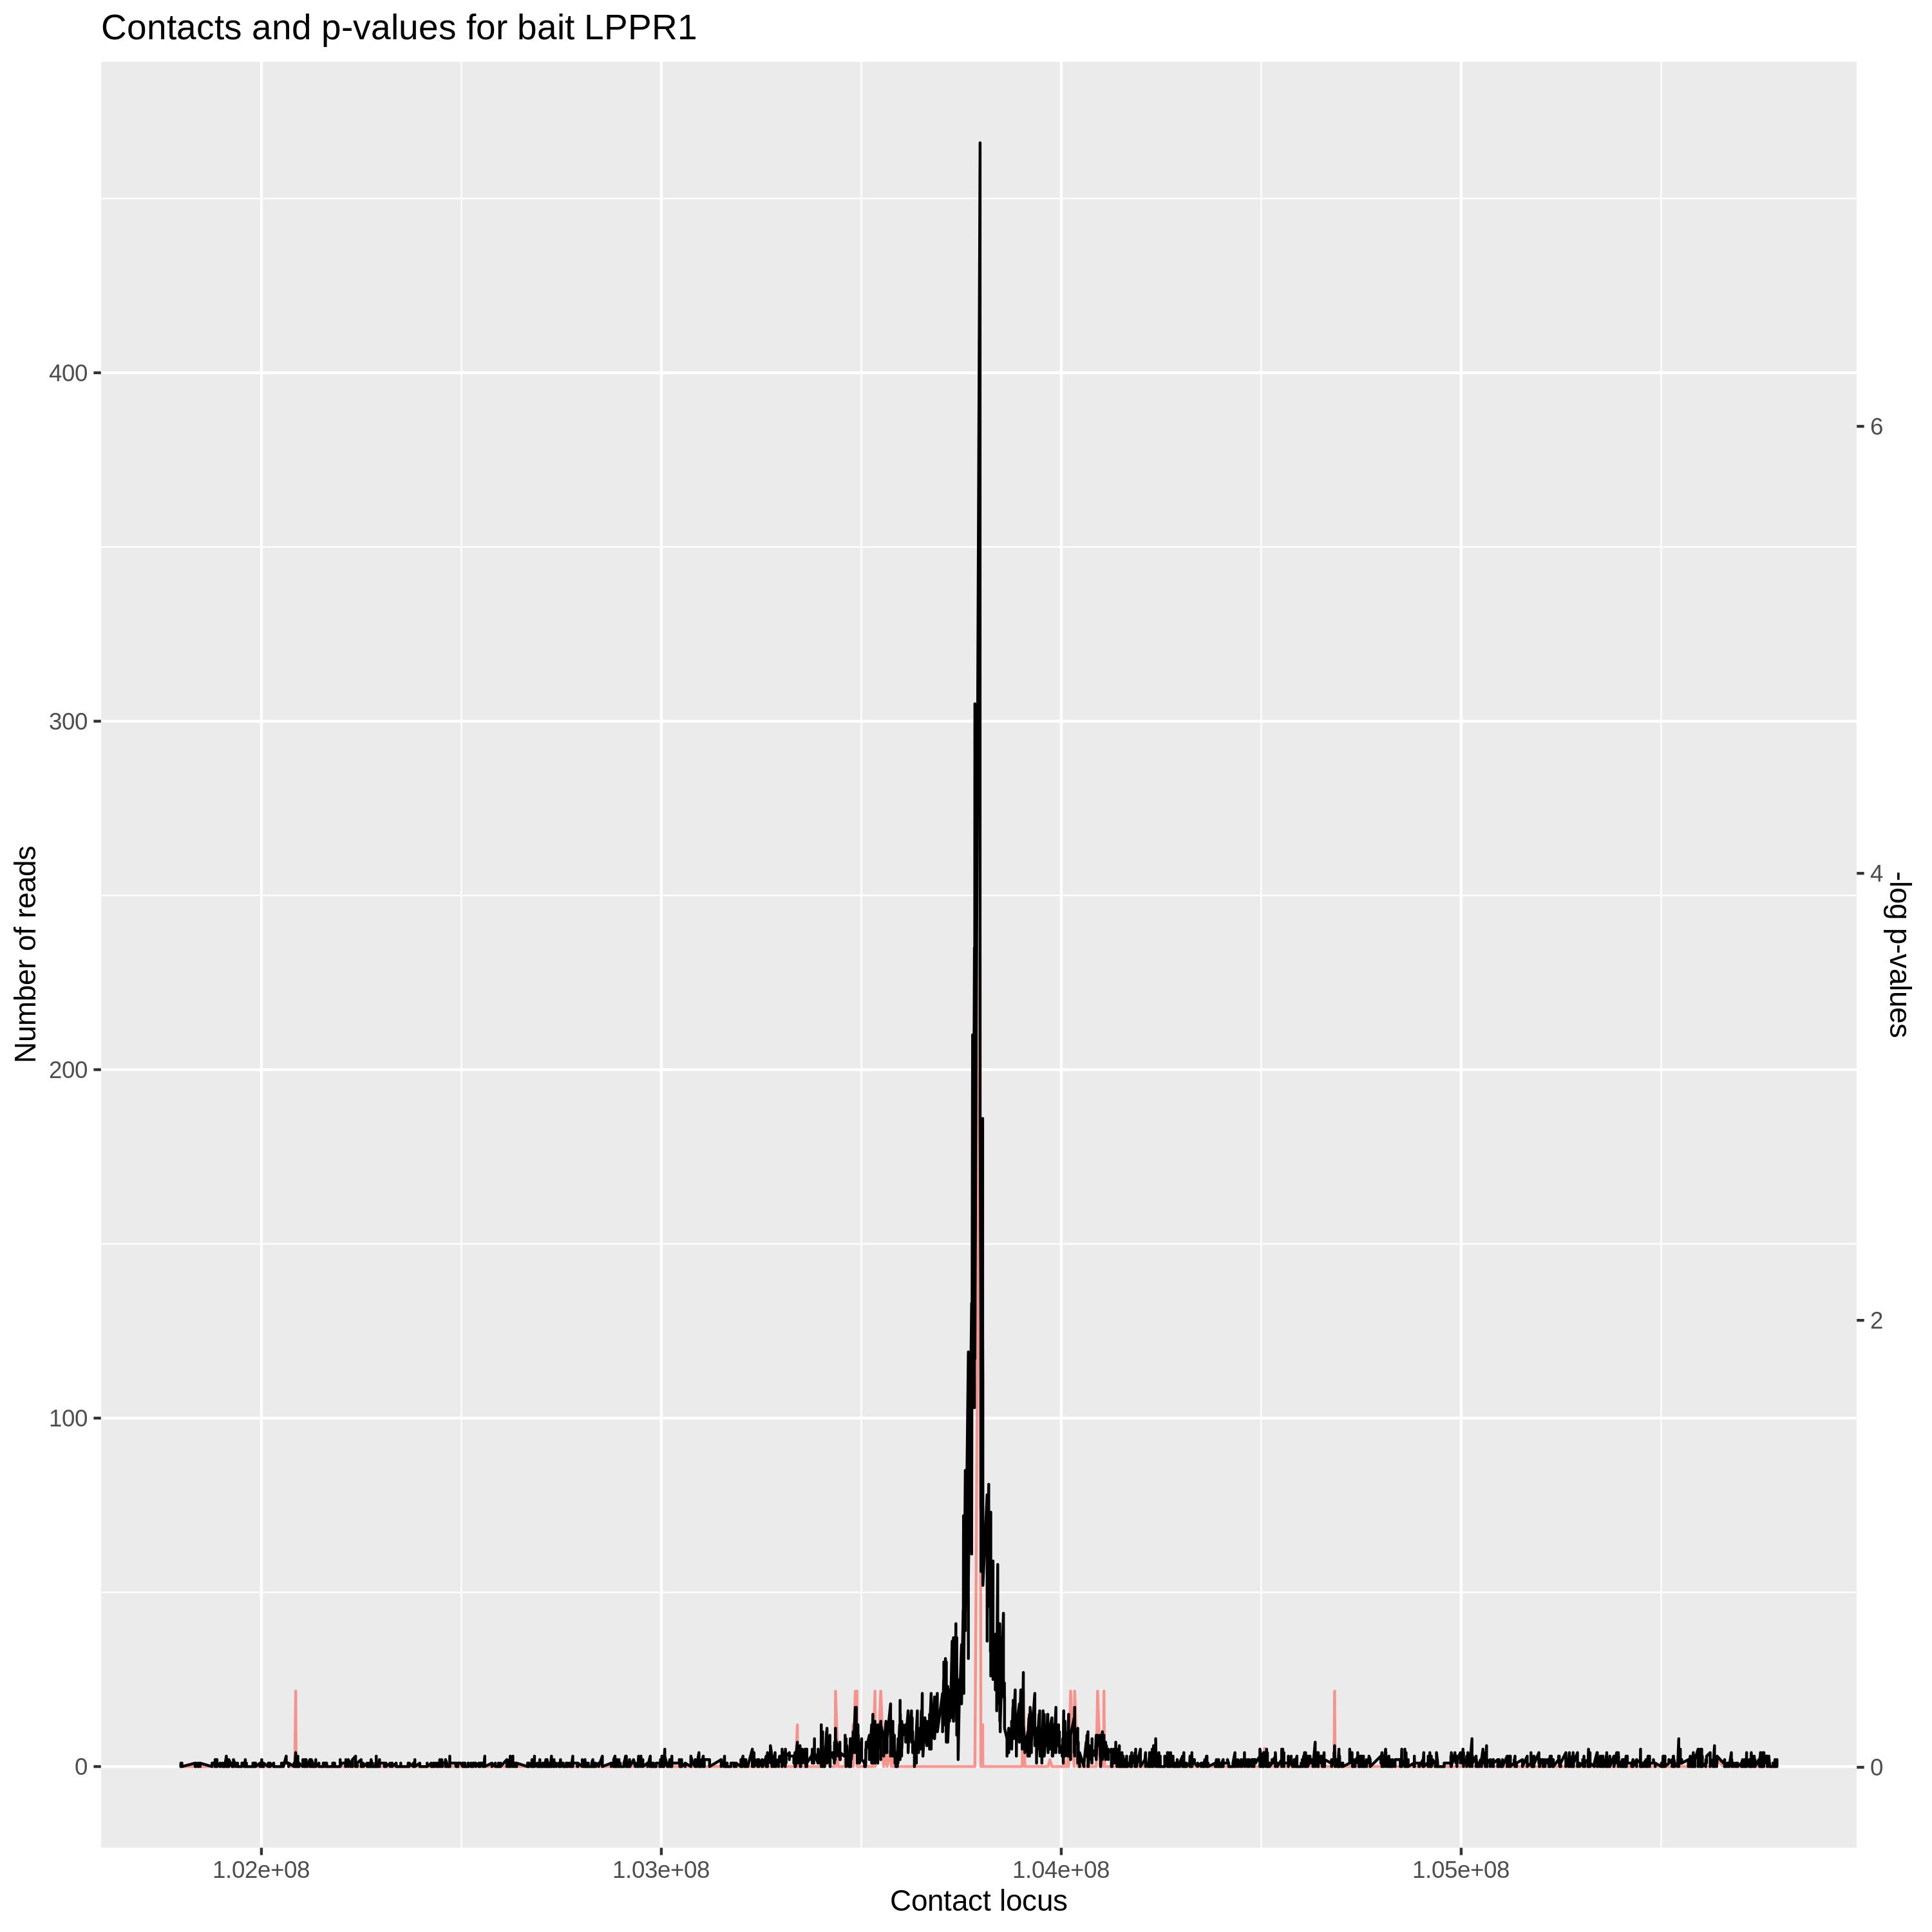 Contacts and p-values for bait LPPR1
Number of reads
400
300
200
100
0
6
4
2
0
-log p-values
1.02e+08 1.03e+08 1.04e+08 1.05e+08
Contact locus